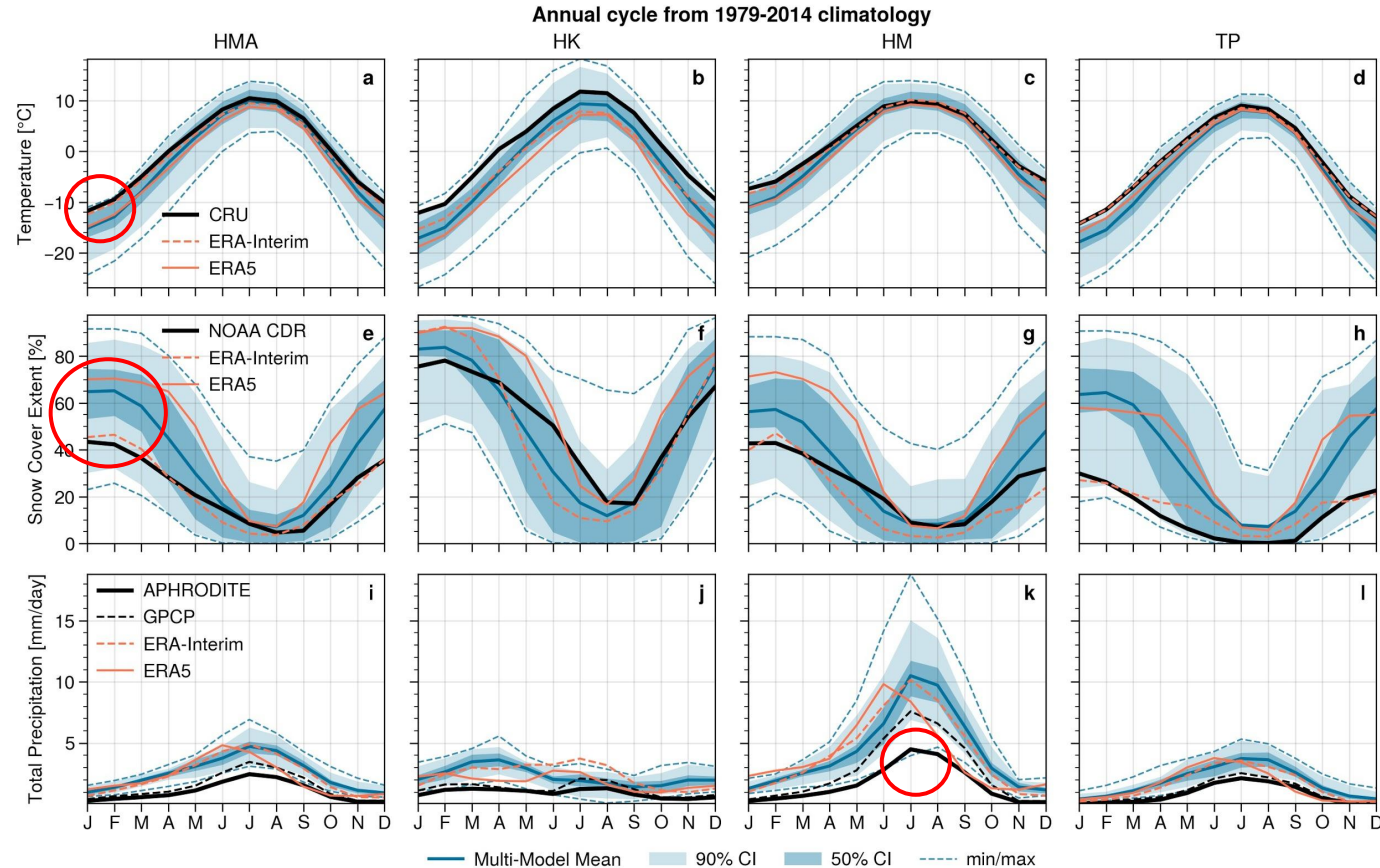 Annual cycle from 1979-2014 climatology
HMA HK HM TP
Temperature [°C]
10
0
−10
−20
a
CRU
ERA-Interim
ERA5
b
c
d
J F M A M J J A S O N D
J F M A M J J A S O N D
J F M A M J J A S O N D
J F M A M J J A S O N D
Snow Cover Extent [%]
80
60
40
20
0
NOAA CDR
ERA-Interim
ERA5
e
f
g
h
Total Precipitation [mm/day]
15
10
5
APHRODITE
GPCP
ERA-Interim
ERA5
i
j
k
l
J F M A M J J A S O N D
J F M A M J J A S O N D
J F M A M J J A S O N D
J F M A M J J A S O N D
Multi-Model Mean 90% CI 50% CI min/max